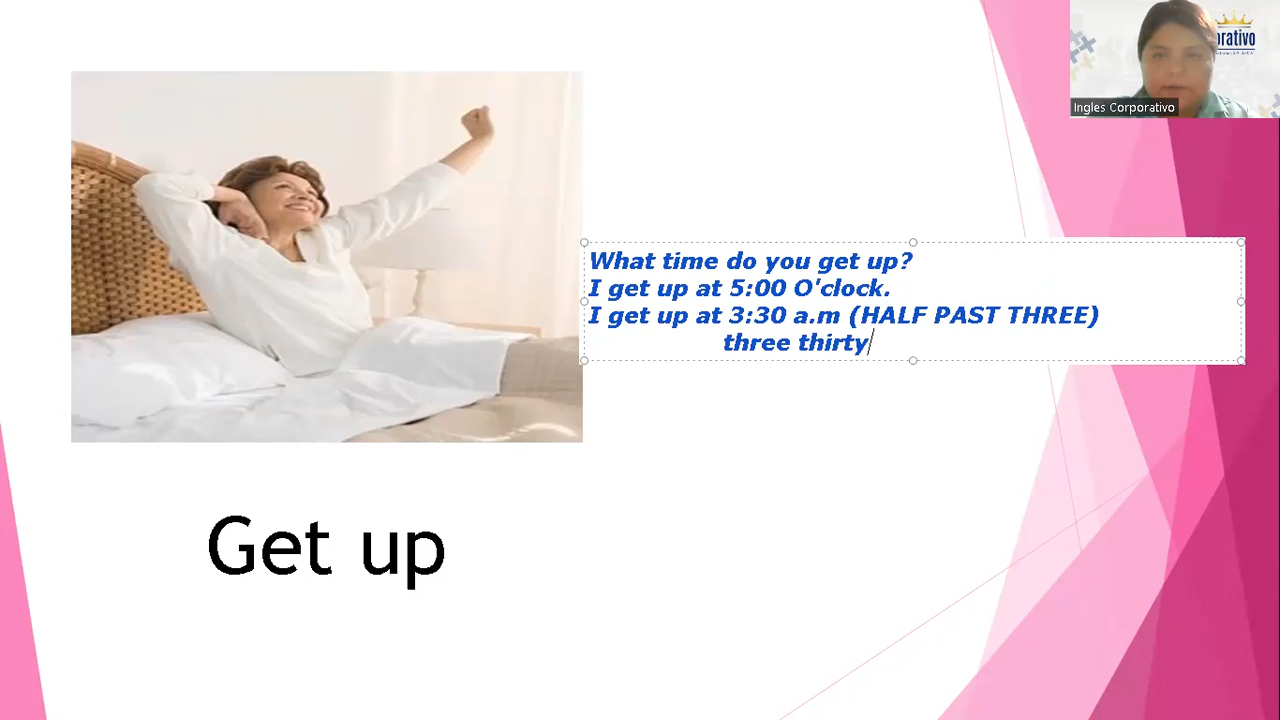 orativo
Ingles Corporativo
What time do you get up?
I get up at 5:00 O'clock.
I get up at 3:30 a.m (HALF PAST THREE)
three thirty
Get up